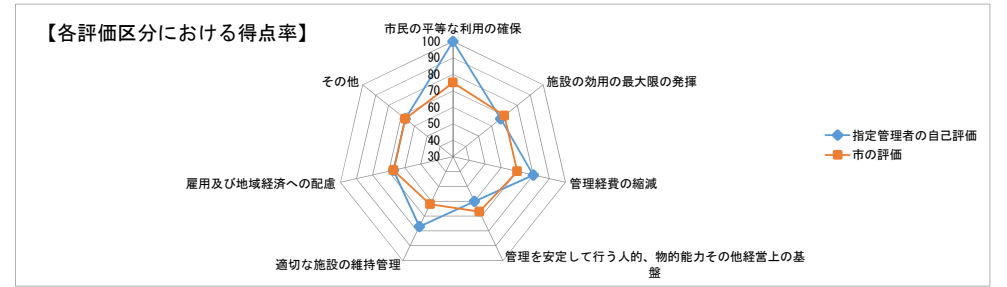 【各評価区分における得点率】
市民の平等な利用の確保
100
90
80
70
60
50
40
30
施設の効用の最大限の発揮
管理経費の縮減
管理を安定して行う人的、物的能力その他経営上の基
盤
適切な施設の維持管理
雇用及び地域経済への配慮
その他
指定管理者の自己評価
市の評価